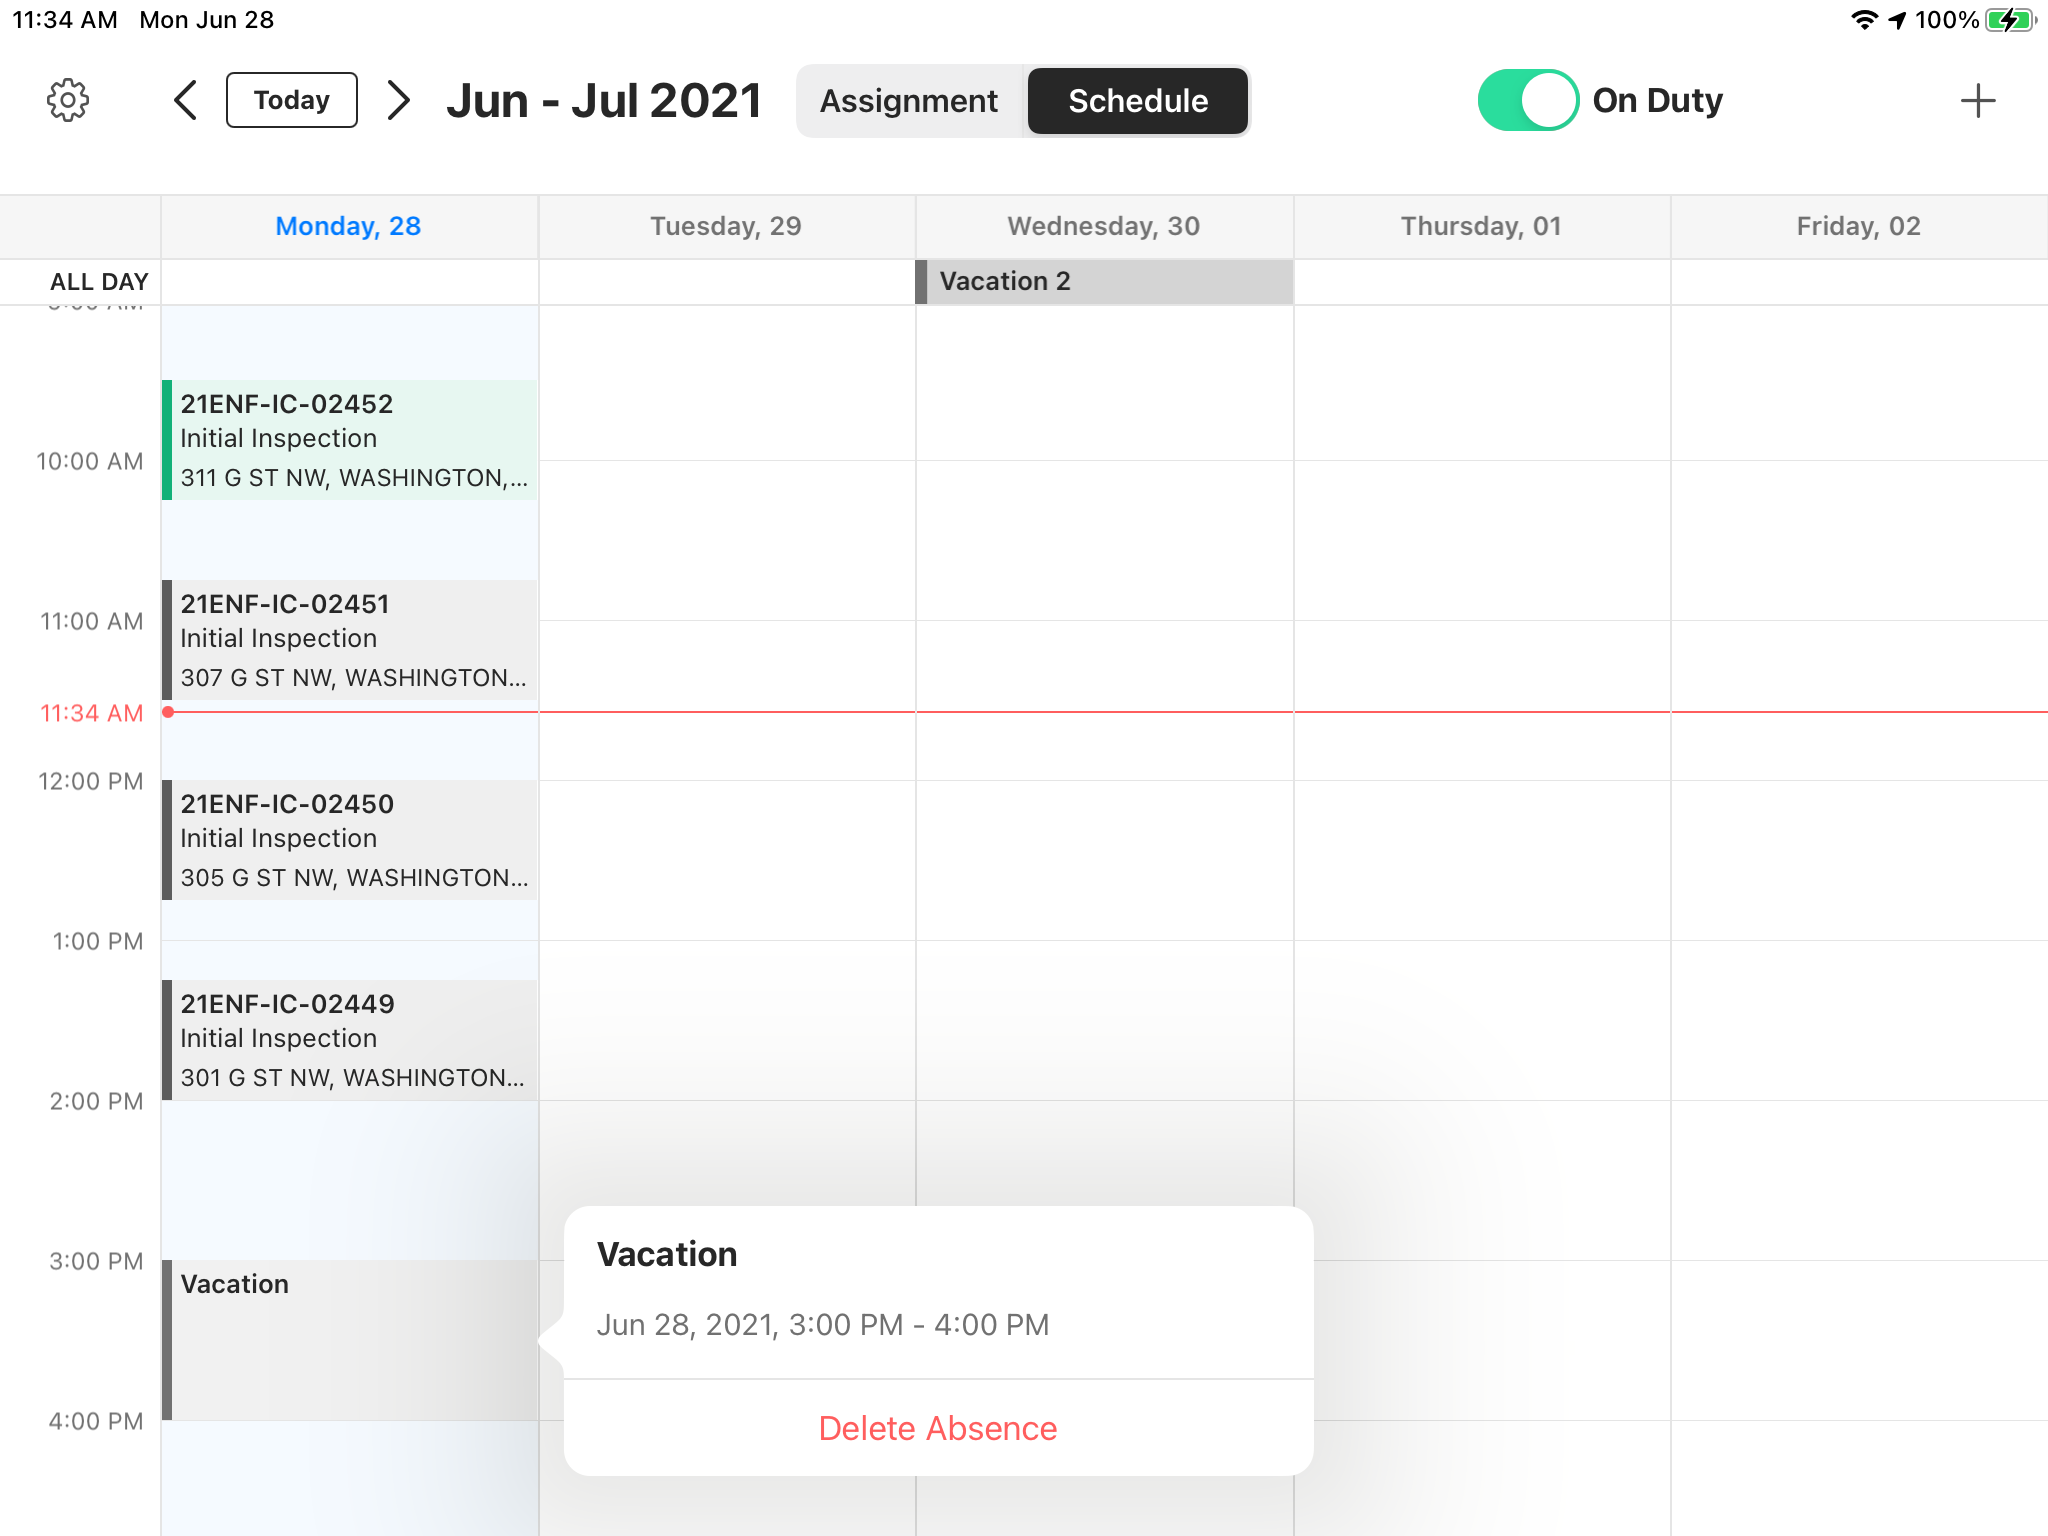 11:34 AM Mon Jun 28
100%
Today
Jun - Jul 2021
Assignment
Schedule
On Duty
Monday, 28
Tuesday, 29
Wednesday, 30
Thursday, 01
Friday, 02
ALL DAY
Vacation 2
21ENF-IC-02452
Initial Inspection
10:00 AM
311 G ST NW, WASHINGTON,...
21ENF-IC-02451
11:00 AM
Initial Inspection
307 G ST NW, WASHINGTON...
11:34 AM
12:00 PM
21ENF-IC-02450
Initial Inspection
305 G ST NW, WASHINGTON...
1:00 PM
21ENF-IC-02449
Initial Inspection
301 G ST NW, WASHINGTON...
2:00 PM
3:00 PM
Vacation
4:00 PM
Vacation
Jun 28, 2021, 3:00 PM - 4:00 PM
Delete Absence